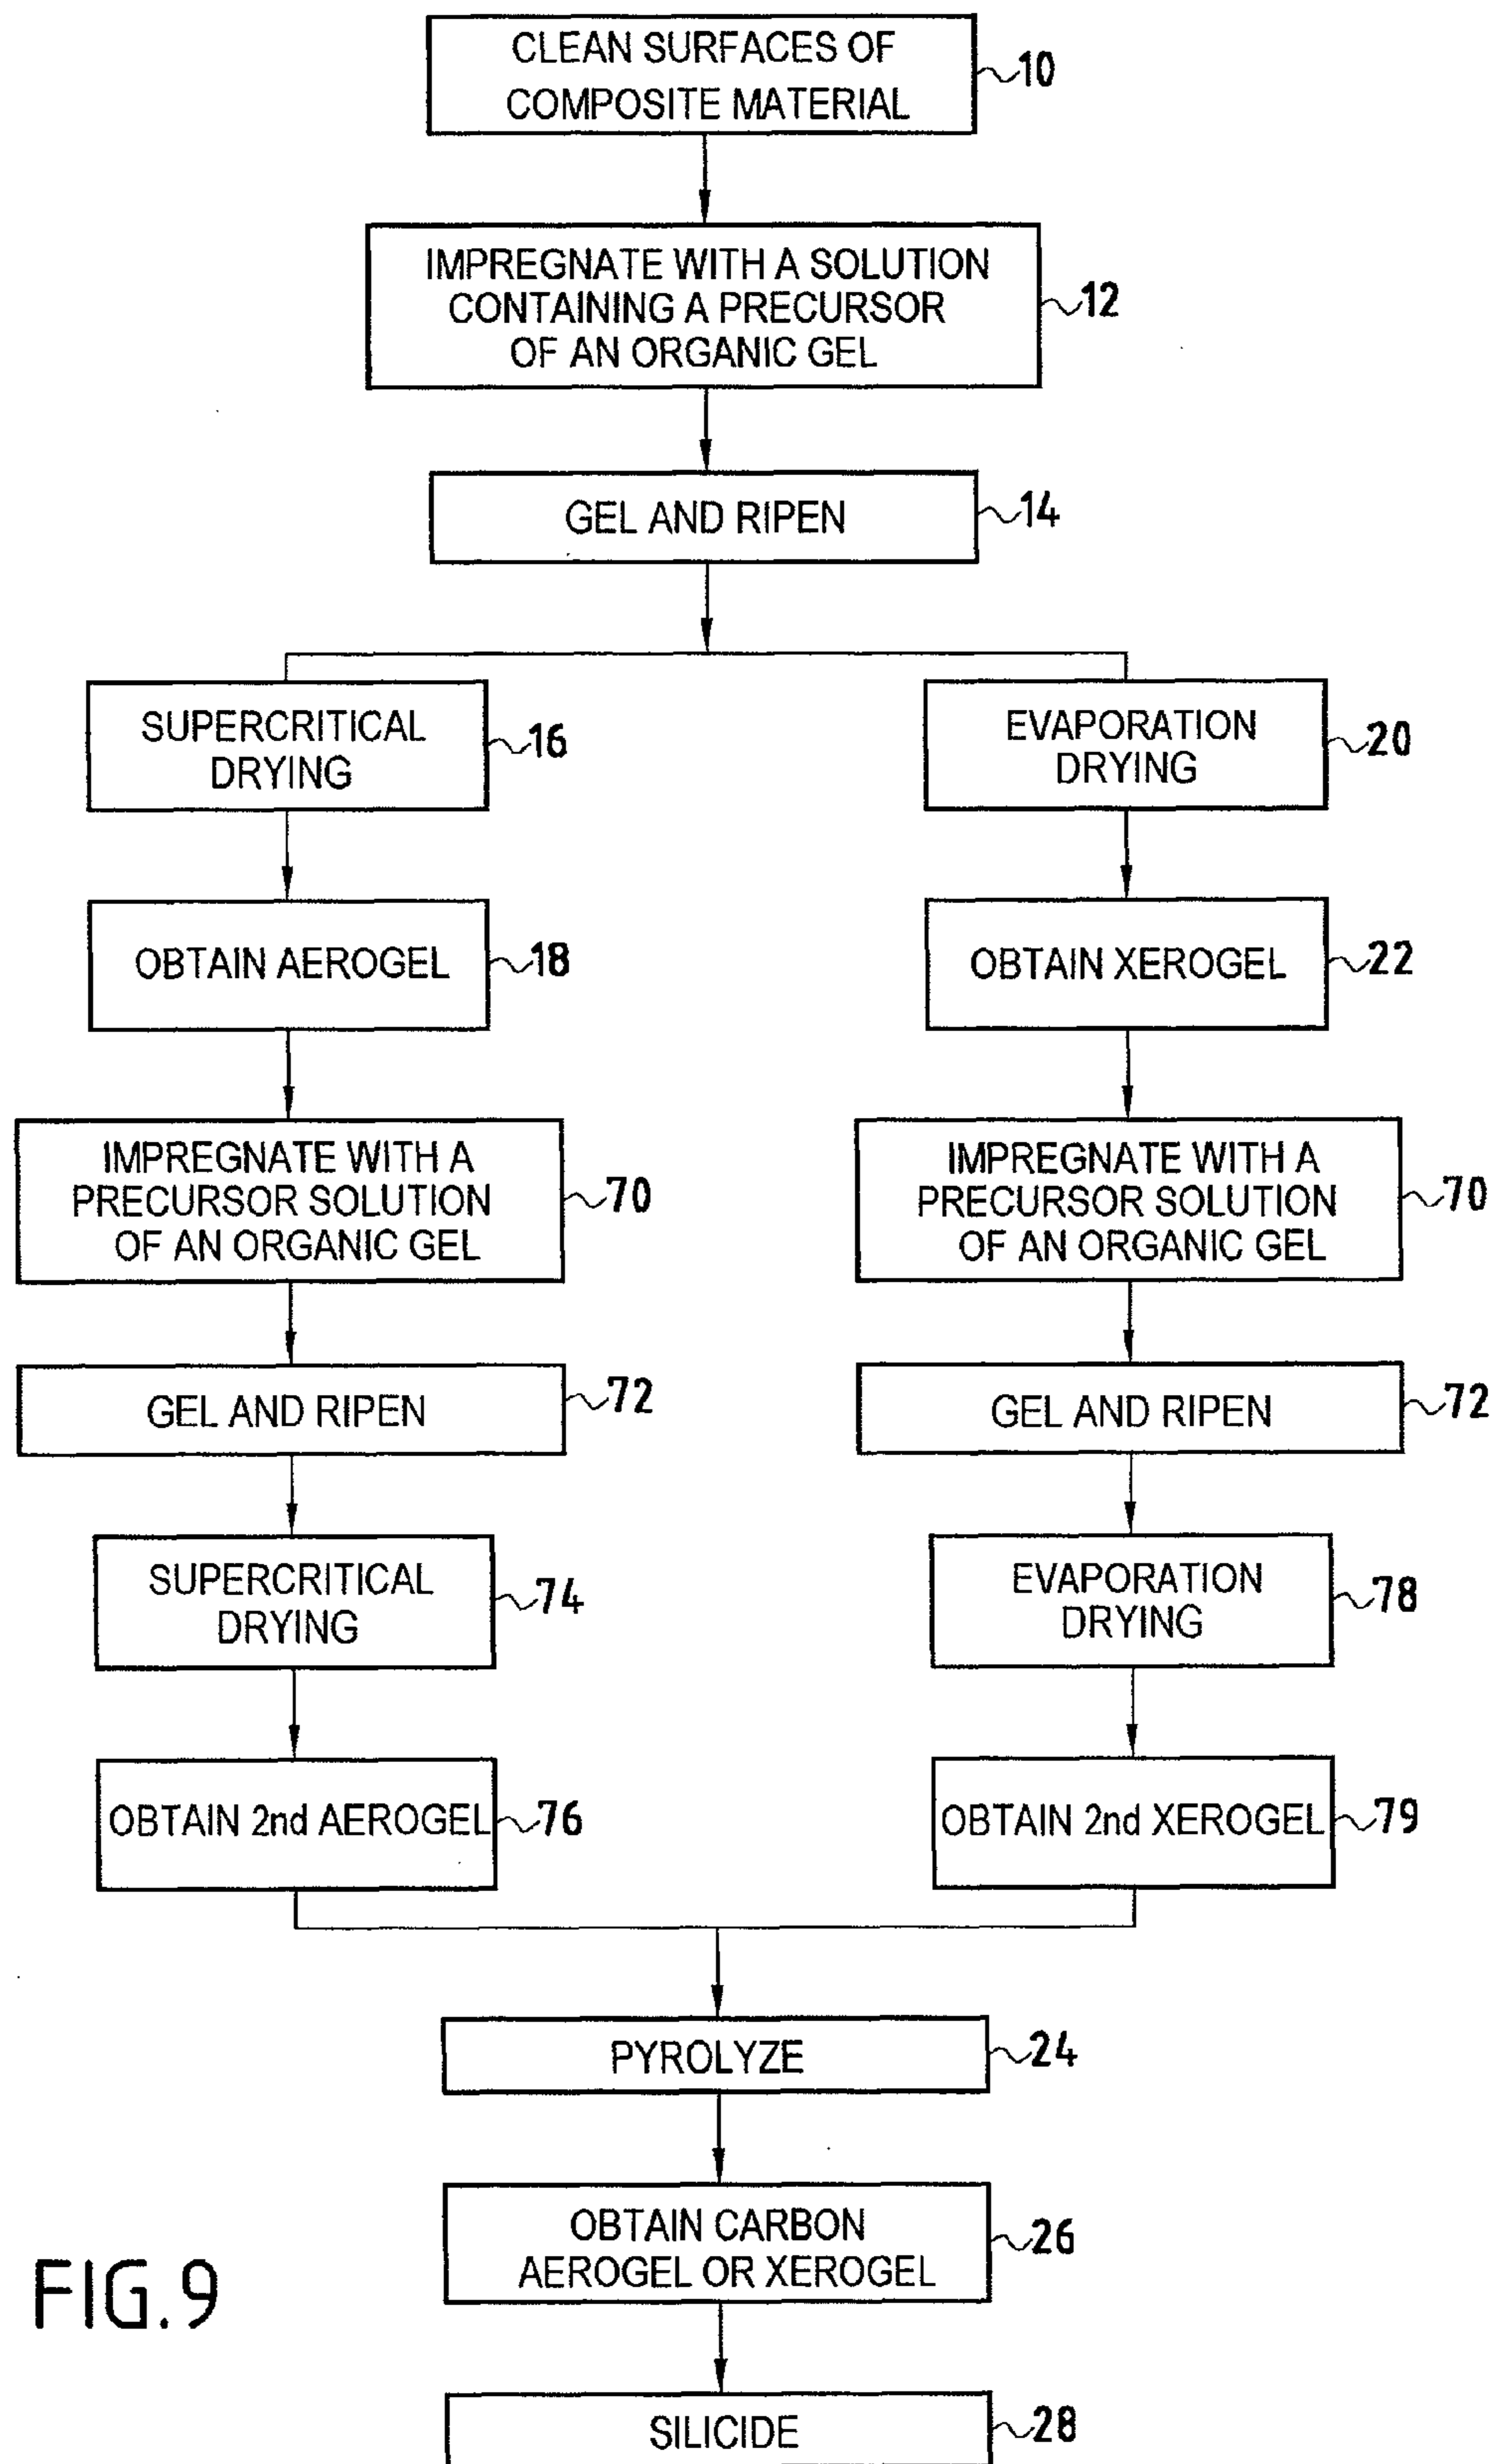 CLEAN SURFACES OF
COMPOSITE MATERIAL
10
IMPREGNATE WITH A SOLUTION
CONTAINING A PRECURSOR
OF AN ORGANIC GEL
12
GEL AND RIPEN
14
SUPERCRITICAL
DRYING
16
EVAPORATION
DRYING
20
OBTAIN AEROGEL
18
OBTAIN XEROGEL
22
IMPREGNATE WITH A
PRECURSOR SOLUTION
OF AN ORGANIC GEL
70
IMPREGNATE WITH A
PRECURSOR SOLUTION
OF AN ORGANIC GEL
70
GEL AND RIPEN
72
GEL AND RIPEN
72
SUPERCRITICAL
DRYING
74
EVAPORATION
DRYING
78
OBTAIN 2nd AEROGEL
76
OBTAIN 2nd XEROGEL
79
PYROLYZE
24
OBTAIN CARBON
AEROGEL OR XEROGEL
26
SILICIDE
28
FIG.9